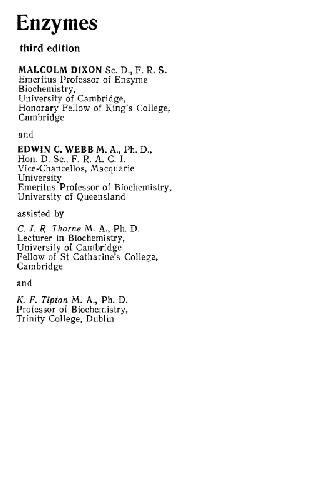 Enzymes
third edition
MALCOLM DIXON Sc. D., F. R. S.
Emeritus Professor of Enzyme
Biochemistry,
University of Cambridge,
Honorary Fellow of King's College,
Cambridge
and
EDWIN C. WEBB M. A., Ph. D.,
Hon. D. Sc., F. R. A. C. I.
Vice-Chancellos, Macquarie
University
Emeritus Professor of Biochemistry,
University of Queensland
assisted by
C. J. R. Thorne M. A., Ph. D.
Lecturer in Biochemistry,
University of Cambridge
Fellow of St Catharine's College,
Cambridge
and
K. F. Tipton M. A., Ph. D.
Professor of Biochemistry,
Trinity College, Dublin